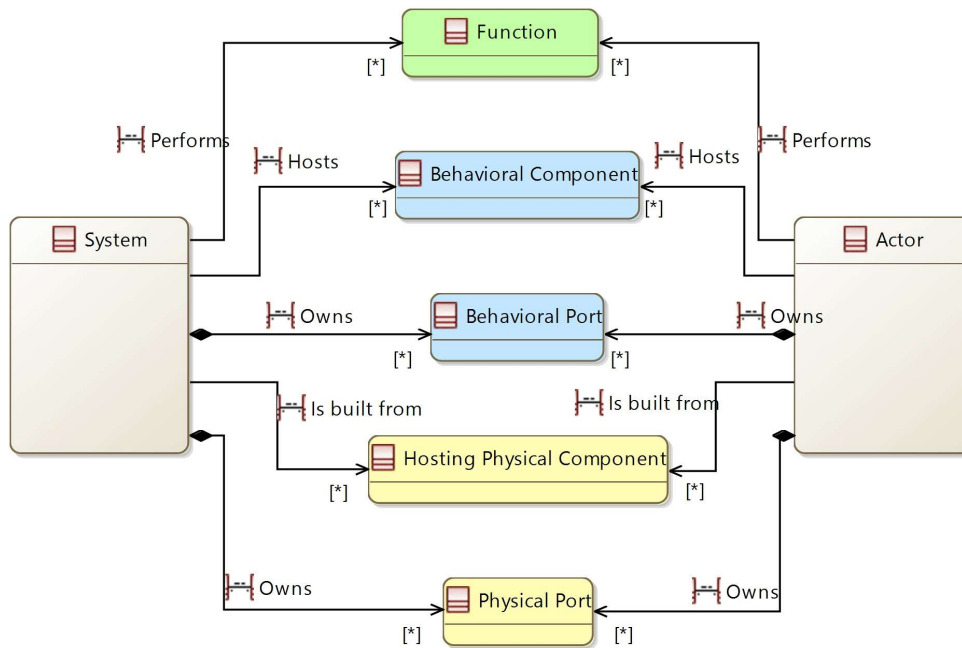 Function
[*]
[*]
Performs
Performs
Hosts
Hosts
Behavioral Component
[*]
[*]
System
Actor
Owns
Behavioral Port
Owns
[*]
[*]
Is built from
Is built from
Hosting Physical Component
[*]
[*]
Owns
Physical Port
Owns
[*]
[*]